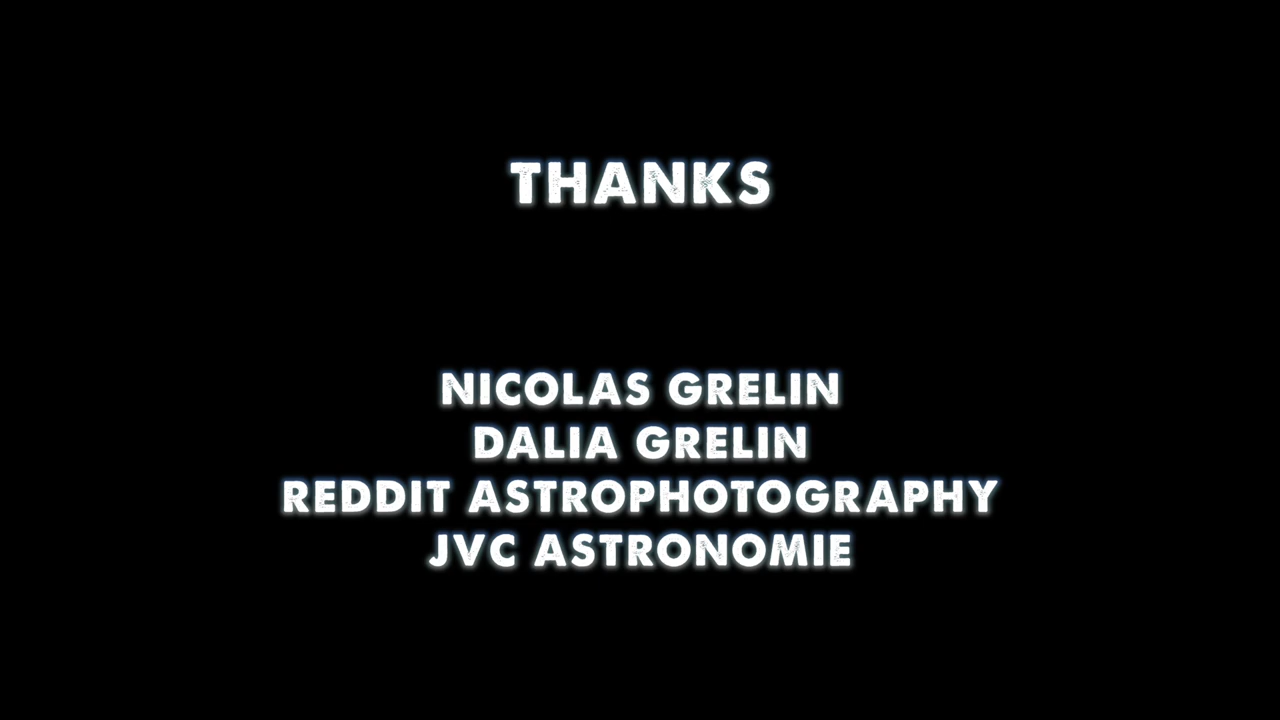 THANKS
NICOLAS GRELIN
DALIA GRELIN
REDDIT ASTROPHOTOGRAPHY
JVC ASTRONOMIE